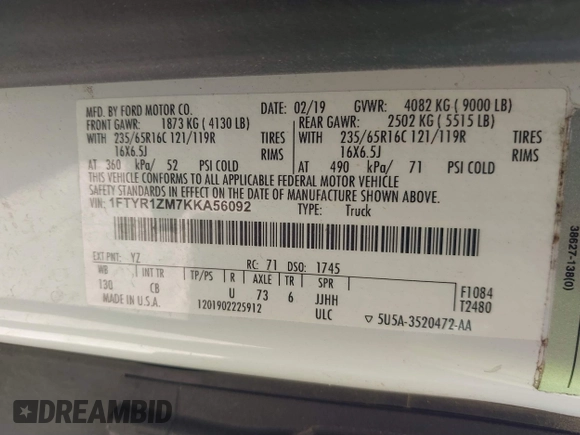 MFD. BY FORD MOTOR CO. DATE: 02/19 GVWR: 4082 KG ( 9000 LB)
FRONT GAWR: 1873 KG ( 4130 LB) REAR GAWR: 2502 KG ( 5515 LB)
235/65R16C 121/119R TIRES 235/65R16C 121/119R TIRES
16X6.5J RIMS 16X6.5J RIMS
AT 360 kPa/ 52 PSI COLD AT 490 kPa/ 71 PSI COLD
THIS VEHICLE CONFORMS TO ALL APPLICABLE FEDERAL MOTOR VEHICLE
SAFETY STANDARDS IN EFFECT ON THE DATE OF MANUFACTURE SHOWN ABOVE.
VIN: 1FTYR1ZM7KKA56092 TYPE: Truck
EXT PNT: YZ RC: 71 DSO: 1745
WB INT TR TP/PS R AXLE TR SPR F1084
130 CB U 73 6 JJHH T2480
MADE IN U.S.A. 1201902225912 ULC ▽ 5U5A-3520472-AA
38627-138(0)
DREAMBID